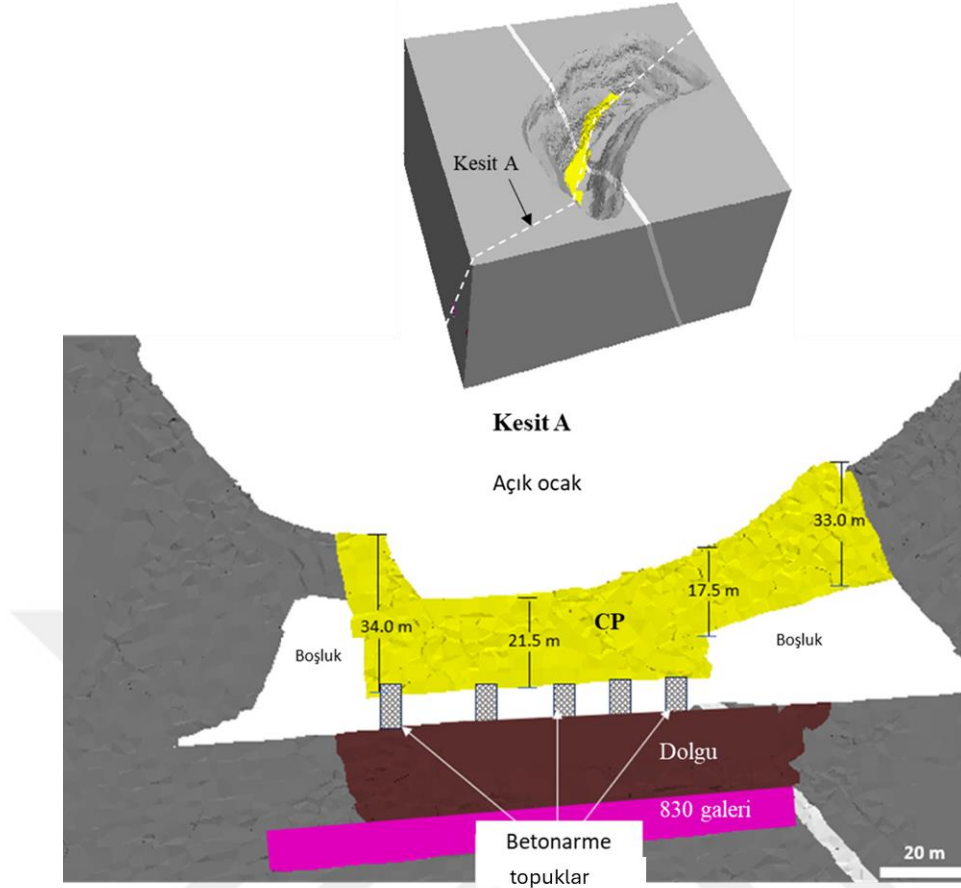 Kesit A
Kesit A
Açık ocak
33.0 m
17.5 m
34.0 m
21.5 m
CP
Boşluk
Boşluk
Dolgu
830 galeri
Betonarme
topuklar
20 m